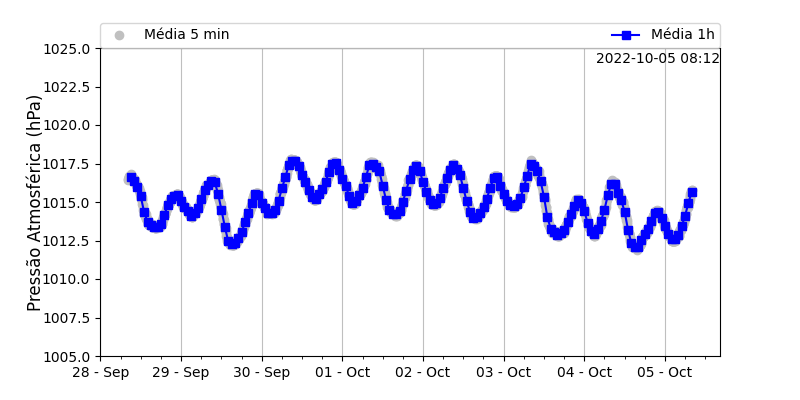 Média 5 min
Média 1h
2022-10-05 08:12
Pressão Atmosférica (hPa)
1025.0
1022.5
1020.0
1017.5
1015.0
1012.5
1010.0
1007.5
1005.0
28 - Sep
29 - Sep
30 - Sep
01 - Oct
02 - Oct
03 - Oct
04 - Oct
05 - Oct